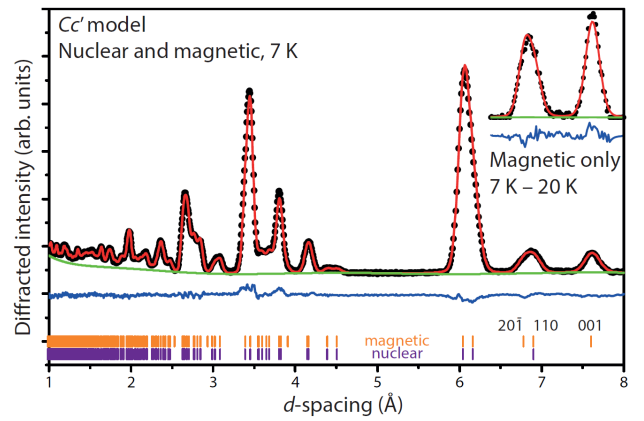 Cc′ model
Nuclear and magnetic, 7 K
Magnetic only
7 K – 20 K
Diffracted intensity (arb. units)
201̄ 110 001
magnetic
nuclear
1 2 3 4 5 6 7 8
d-spacing (Å)